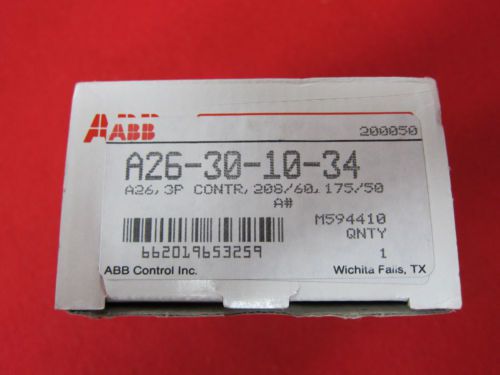 ABB
200050
A26-30-10-34
A26, 3P CONTR, 208/60, 175/50
A#
M594410
QNTY
662019653259
1
ABB Control Inc.
Wichita Falls, TX